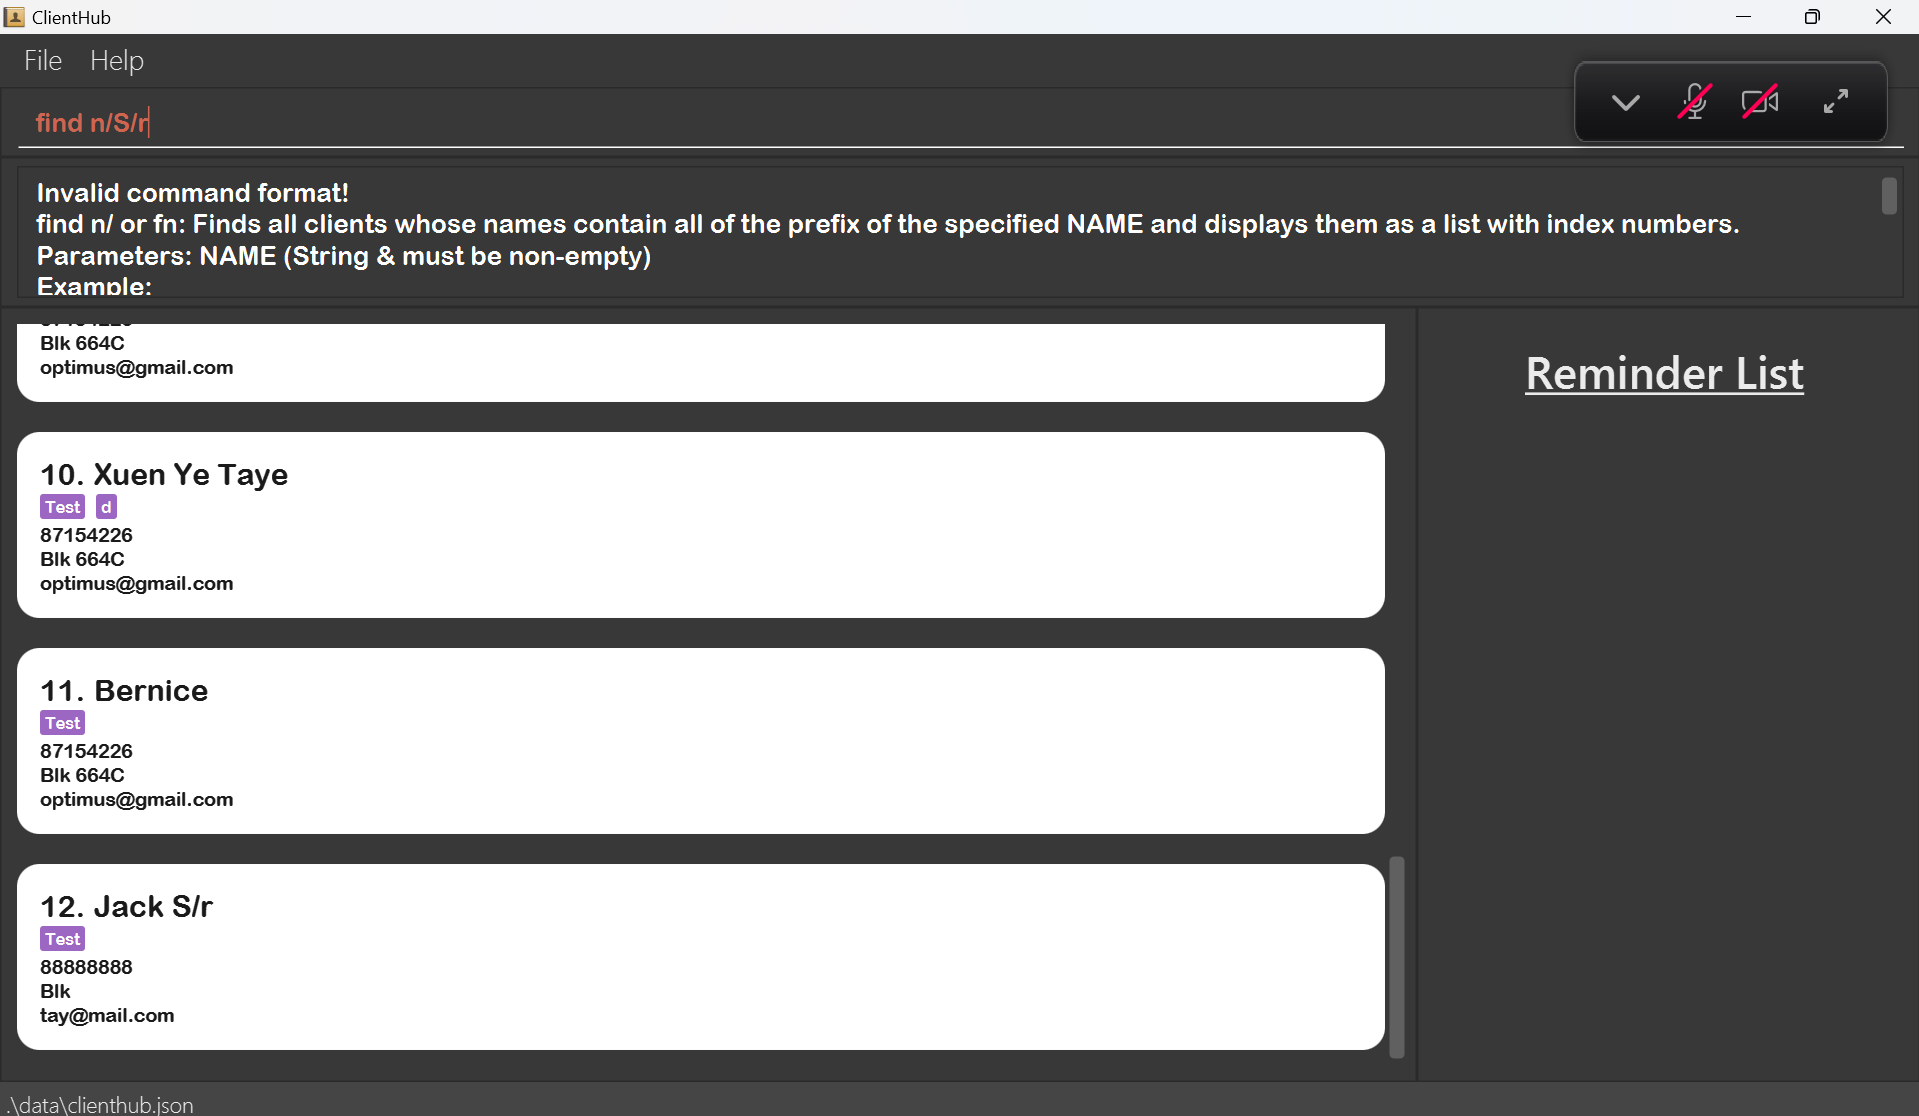 ClientHub
File Help
find n/S/r
Invalid command format!
find n/ or fn: Finds all clients whose names contain all of the prefix of the specified NAME and displays them as a list with index numbers.
Parameters: NAME (String & must be non-empty)
Example:
Blk 664C
optimus@gmail.com
10. Xuen Ye Taye
Test d
87154226
Blk 664C
optimus@gmail.com
11. Bernice
Test
87154226
Blk 664C
optimus@gmail.com
12. Jack S/r
Test
88888888
Blk
tay@mail.com
Reminder List
.\data\clienthub.json